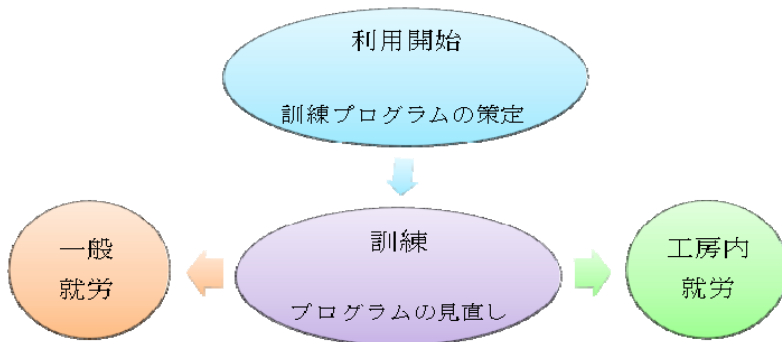 利用開始
訓練プログラムの策定
一般
就労
訓練
プログラムの見直し
工房内
就労